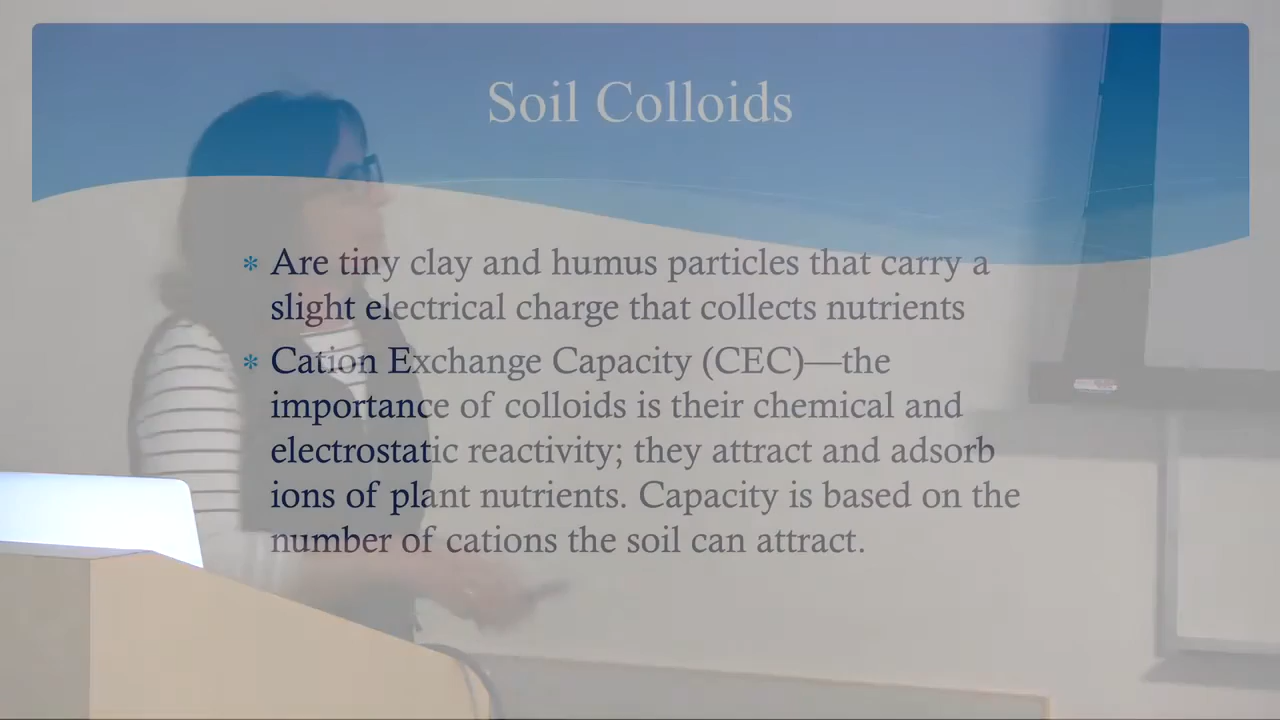 Soil Colloids
* Are tiny clay and humus particles that carry a
slight electrical charge that collects nutrients
* Cation Exchange Capacity (CEC)—the
importance of colloids is their chemical and
electrostatic reactivity; they attract and adsorb
ions of plant nutrients. Capacity is based on the
number of cations the soil can attract.